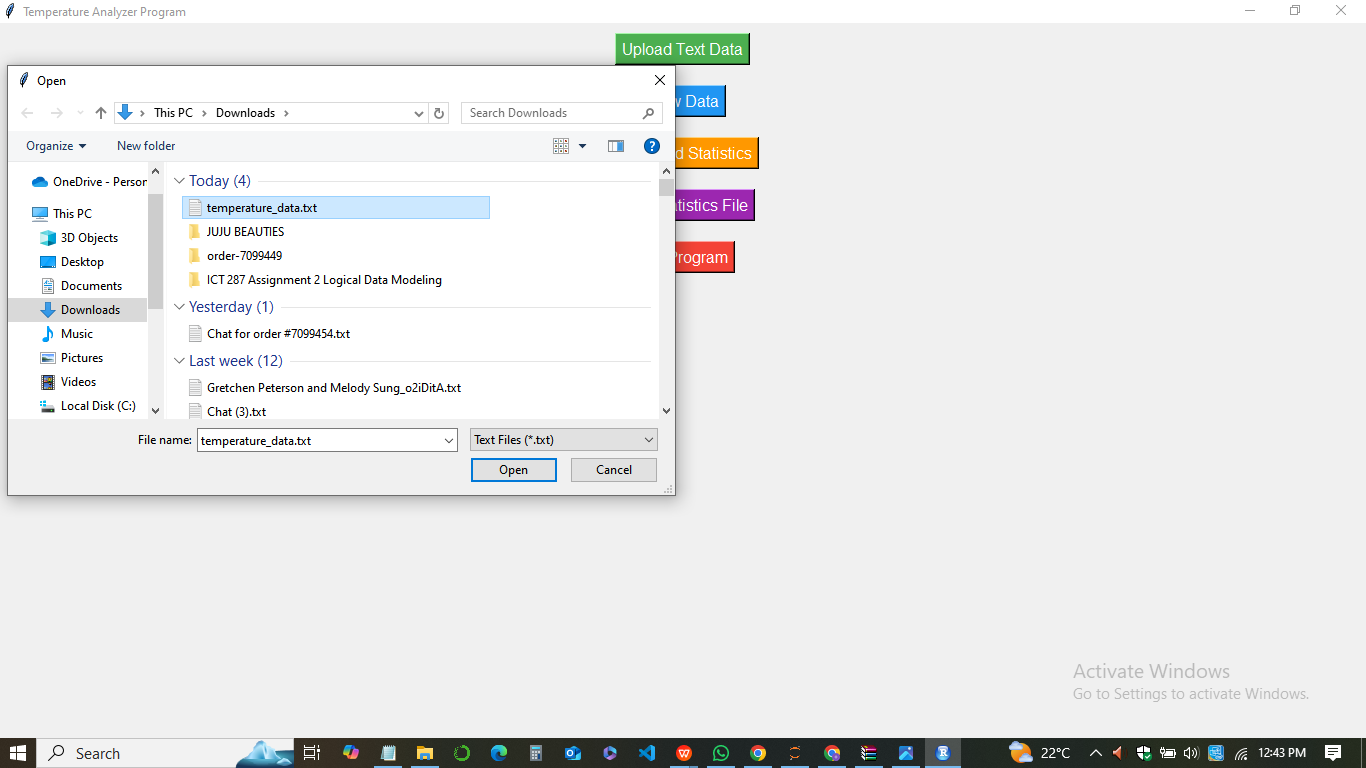 Temperature Analyzer Program
Upload Text Data
Open
w Data
This PC
Downloads
Search Downloads
d Statistics
Organize
New folder
?
OneDrive - Person
Today (4)
temperature_data.txt
tistics File
This PC
3D Objects
JUJU BEAUTIES
Desktop
order-7099449
Program
Documents
ICT 287 Assignment 2 Logical Data Modeling
Downloads
Yesterday (1)
Music
Chat for order #7099454.txt
Pictures
Last week (12)
Videos
Gretchen Peterson and Melody Sung_o2iDitA.txt
Local Disk (C:)
Chat (3).txt
File name:
temperature_data.txt
Text Files (*.txt)
Open
Cancel
Activate Windows
Go to Settings to activate Windows.
Search
22°C
12:43 PM